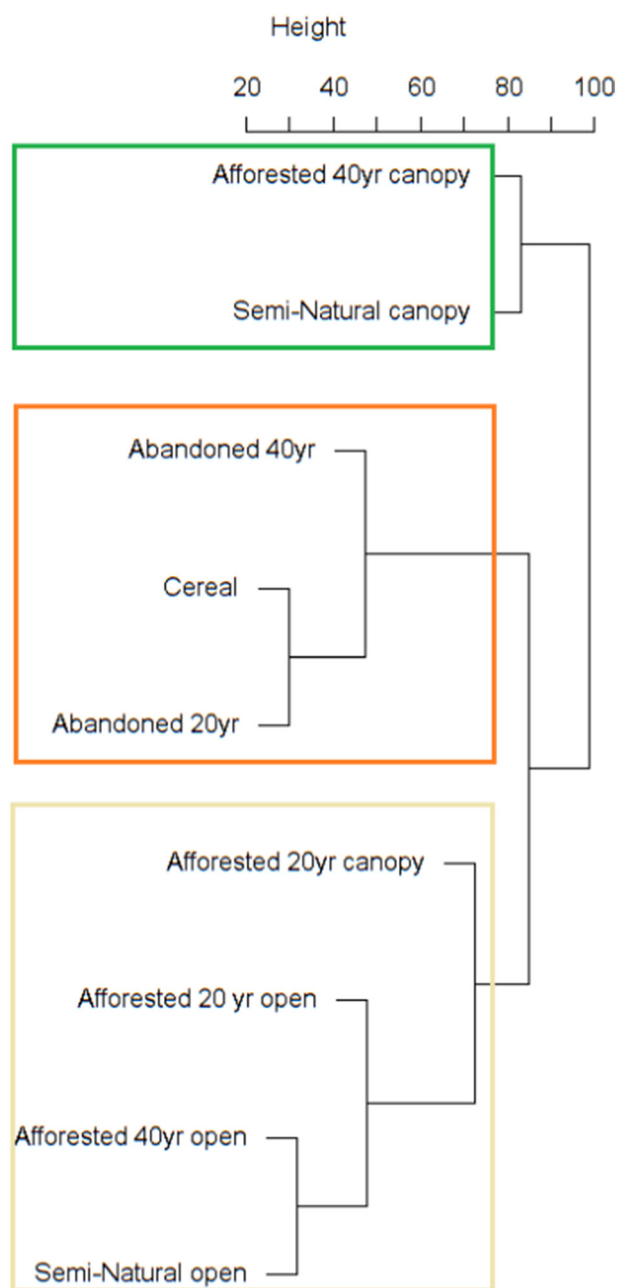 Height
20 40 60 80 100
Afforested 40yr canopy
Semi-Natural canopy
Abandoned 40yr
Cereal
Abandoned 20yr
Afforested 20yr canopy
Afforested 20 yr open
Afforested 40yr open
Semi-Natural open